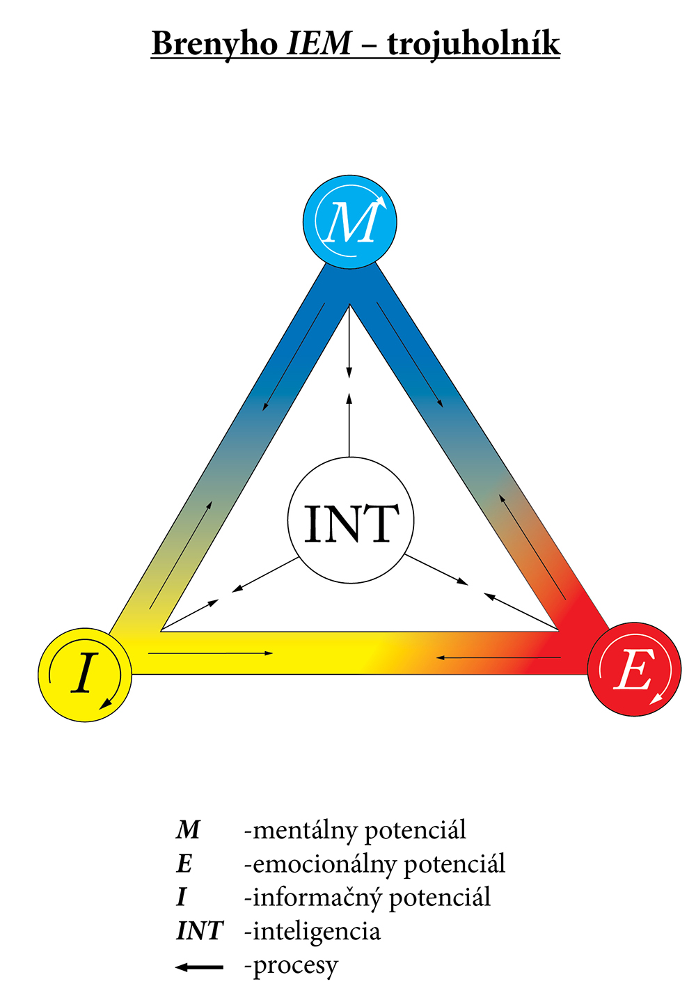 Brenyho IEM – trojuholník
M
INT
I
E
M -mentálny potenciál
E -emocionálny potenciál
I -informačný potenciál
INT -inteligencia
-procesy